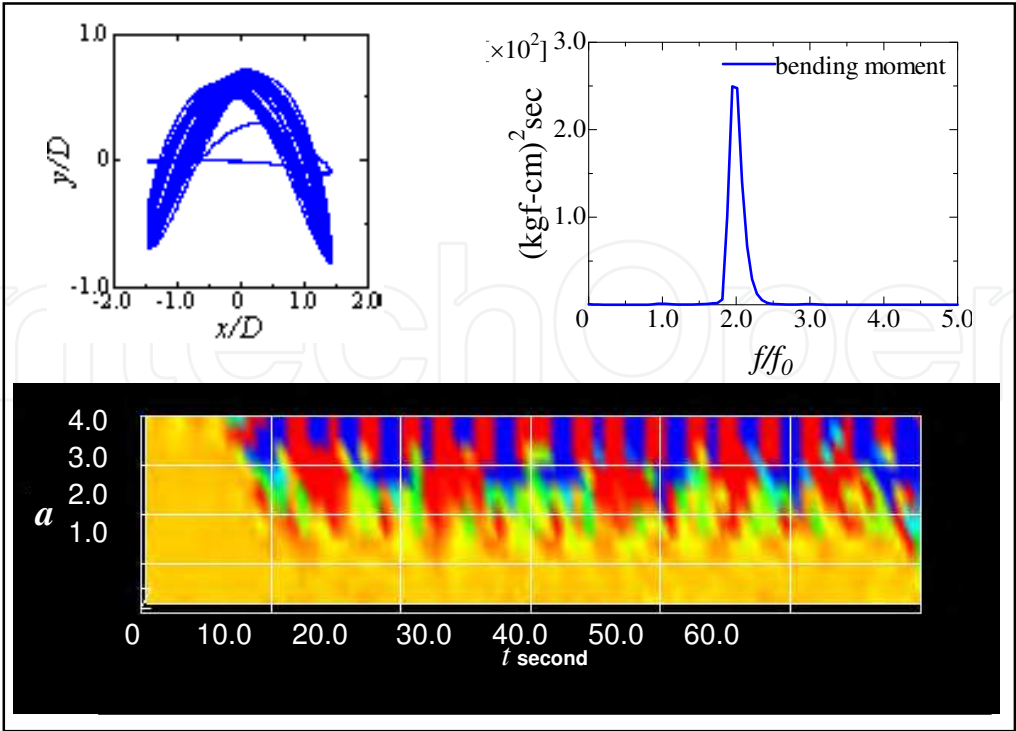 1.0
y/D
0
-1.0
-2.0 -1.0 0 1.0 2.0
x/D
[×10²]
3.0
bending moment
(kgf-cm)² sec
2.0
1.0
0 1.0 2.0 3.0 4.0 5.0
f/f₀
4.0
3.0
a
2.0
1.0
0 10.0 20.0 30.0 40.0 50.0 60.0
t second